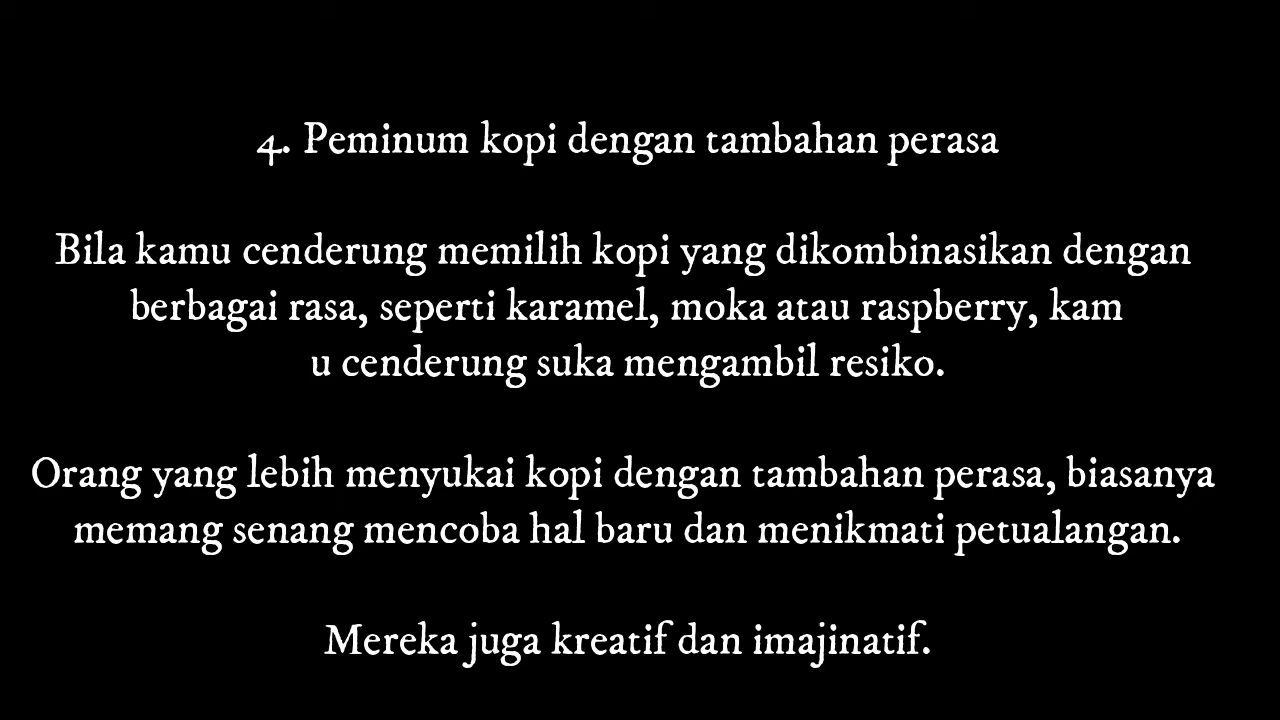 4. Peminum kopi dengan tambahan perasa
Bila kamu cenderung memilih kopi yang dikombinasikan dengan
berbagai rasa, seperti karamel, moka atau raspberry, kam
u cenderung suka mengambil resiko.
Orang yang lebih menyukai kopi dengan tambahan perasa, biasanya
memang senang mencoba hal baru dan menikmati petualangan.
Mereka juga kreatif dan imajinatif.